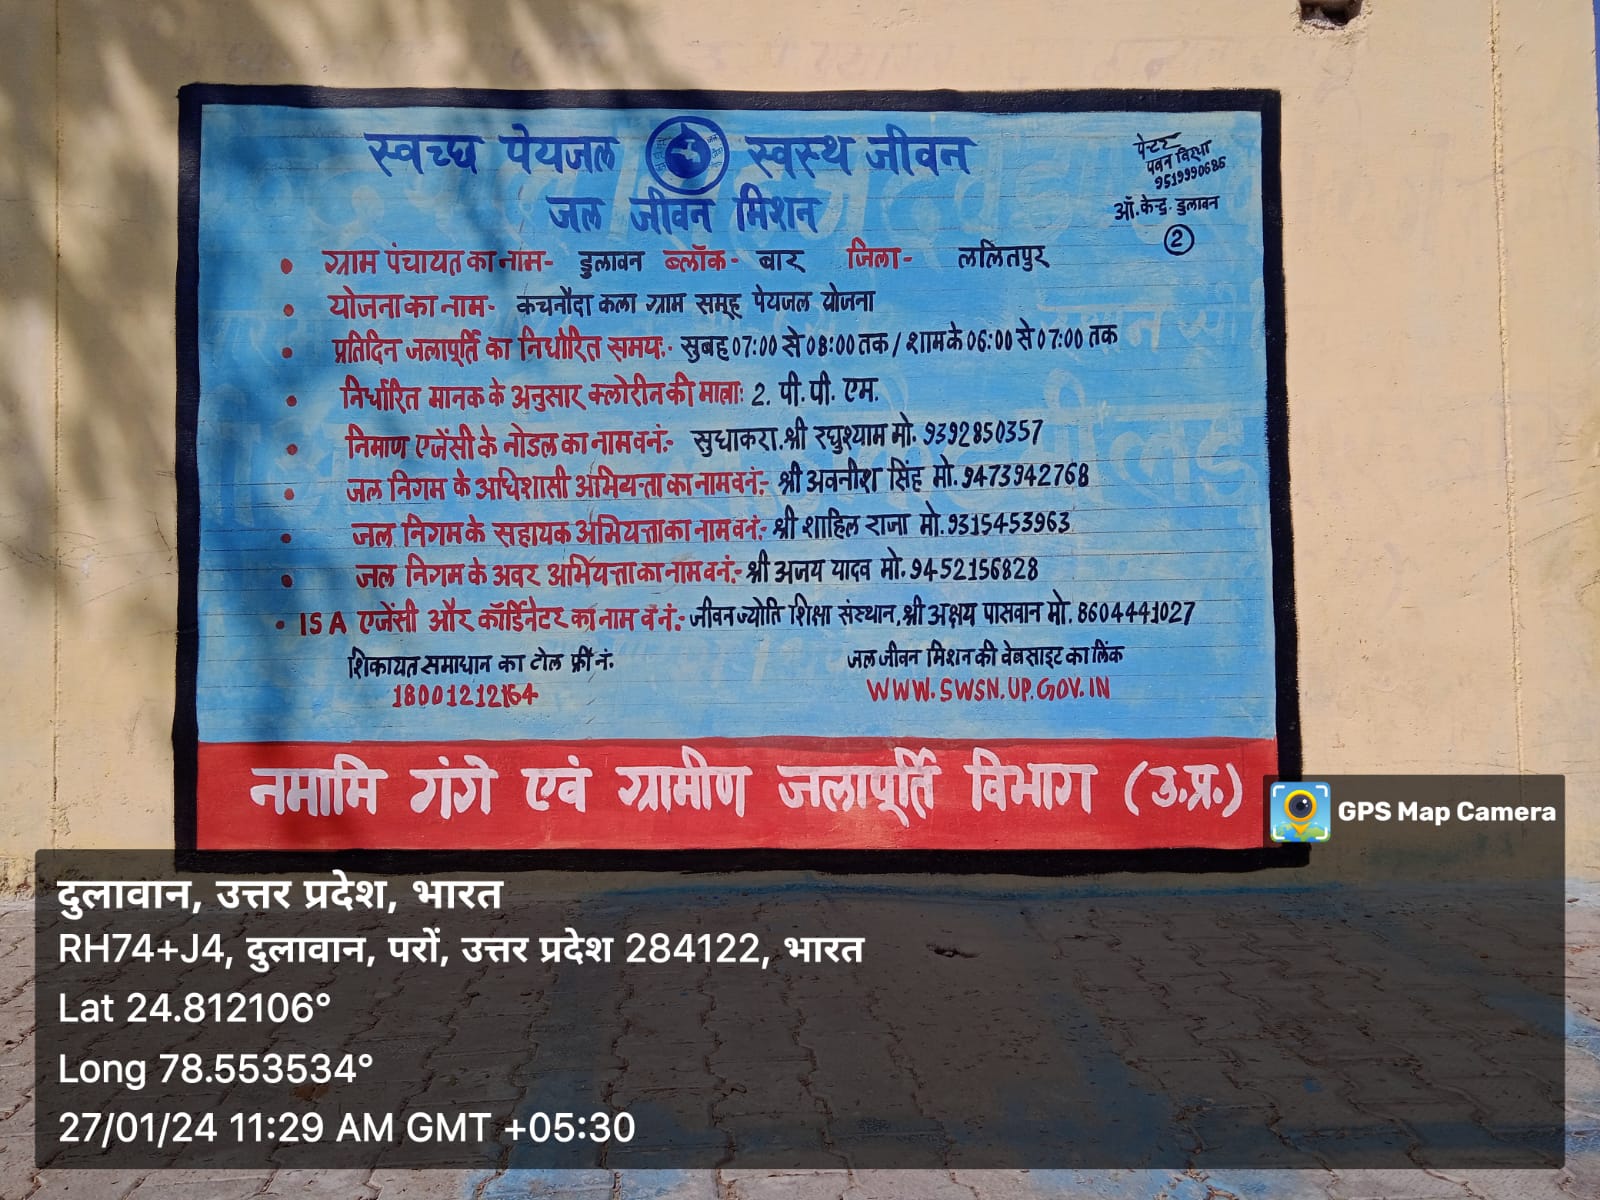 स्वच्छ पेयजल स्वस्थ जीवन
जल जीवन मिशन
पेन्टर
पवन विश्वा
9519990686
ऑ. केन्द्र. डुलावन
2
ग्राम पंचायत का नाम- डुलावन ब्लॉक- बार जिला- ललितपुर
योजना का नाम- कचनौदा कला ग्राम समूह पेयजल योजना
प्रतिदिन जलापूर्ति का निर्धारित समय:- सुबह 07:00 से 08:00 तक / शाम के 06:00 से 07:00 तक
निर्धारित मानक के अनुसार क्लोरीन की मात्रा: 2. पी. पी. एम.
निमाण एजेंसी के नोडल का नाम व नं:- सुधाकरा. श्री रघुश्याम मो. 9392850357
जल निगम के अधिशासी अभियन्ता का नाम व नं:- श्री अवनीश सिंह मो. 9473942768
जल निगम के सहायक अभियन्ता का नाम व नं:- श्री शाहिल राजा मो. 9315453963
जल निगम के अवर अभियन्ता का नाम व नं:- श्री अजय यादव मो. 9452156828
ISA एजेंसी और कॉर्डिनेटर का नाम व नं:- जीवन ज्योति शिक्षा संस्थान, श्री अक्षय पासवान मो. 8604441027
शिकायत समाधान का टोल फ्री नं. जल जीवन मिशन की वेबसाइट का लिंक
18001212164 WWW.SWSN.UP.GOV.IN
नमामि गंगे एवं ग्रामीण जलापूर्ति विभाग (उ.प्र.)
GPS Map Camera
दुलावान, उत्तर प्रदेश, भारत
RH74+J4, दुलावान, परों, उत्तर प्रदेश 284122, भारत
Lat 24.812106°
Long 78.553534°
27/01/24 11:29 AM GMT +05:30